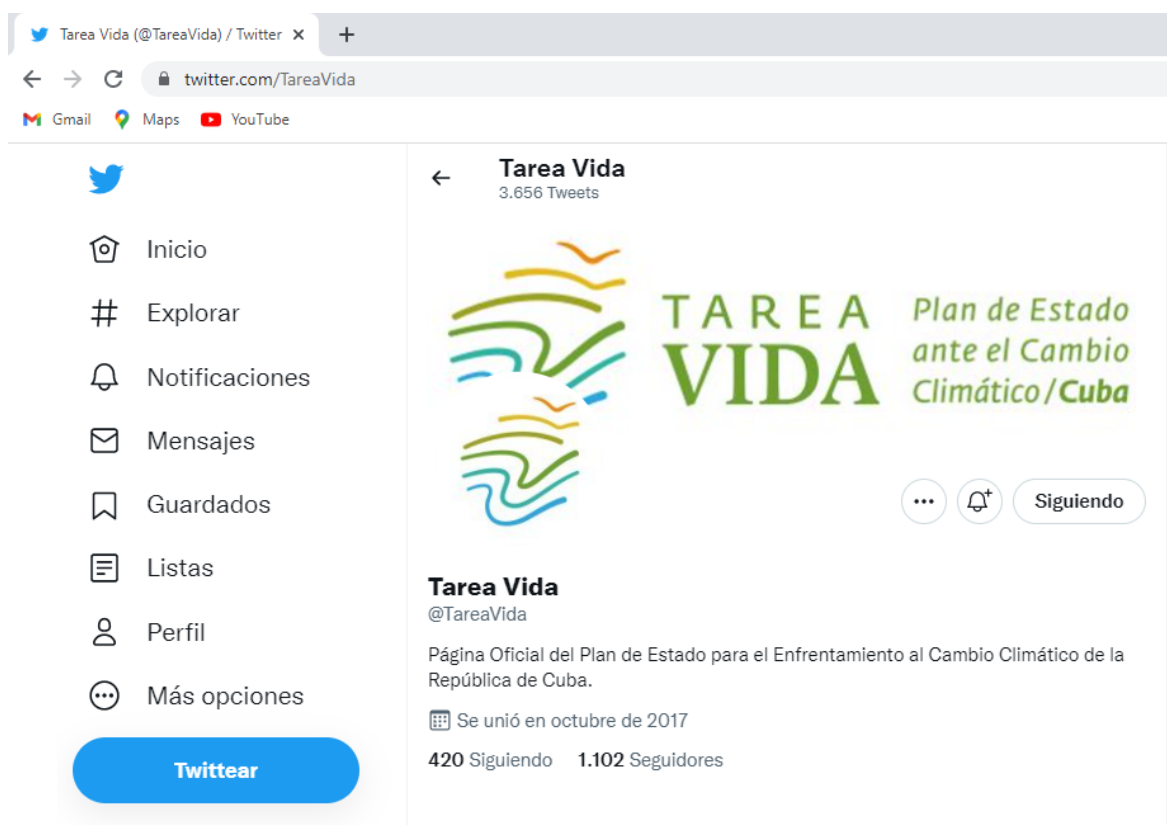 Tarea Vida (@TareaVida) / Twitter
twitter.com/TareaVida
Gmail Maps YouTube
Inicio
Explorar
Notificaciones
Mensajes
Guardados
Listas
Perfil
Más opciones
Twittear
Tarea Vida
3.656 Tweets
TAREA
VIDA
Plan de Estado
ante el Cambio
Climático/Cuba
Siguiendo
Tarea Vida
@TareaVida
Página Oficial del Plan de Estado para el Enfrentamiento al Cambio Climático de la
República de Cuba.
Se unió en octubre de 2017
420 Siguiendo 1.102 Seguidores